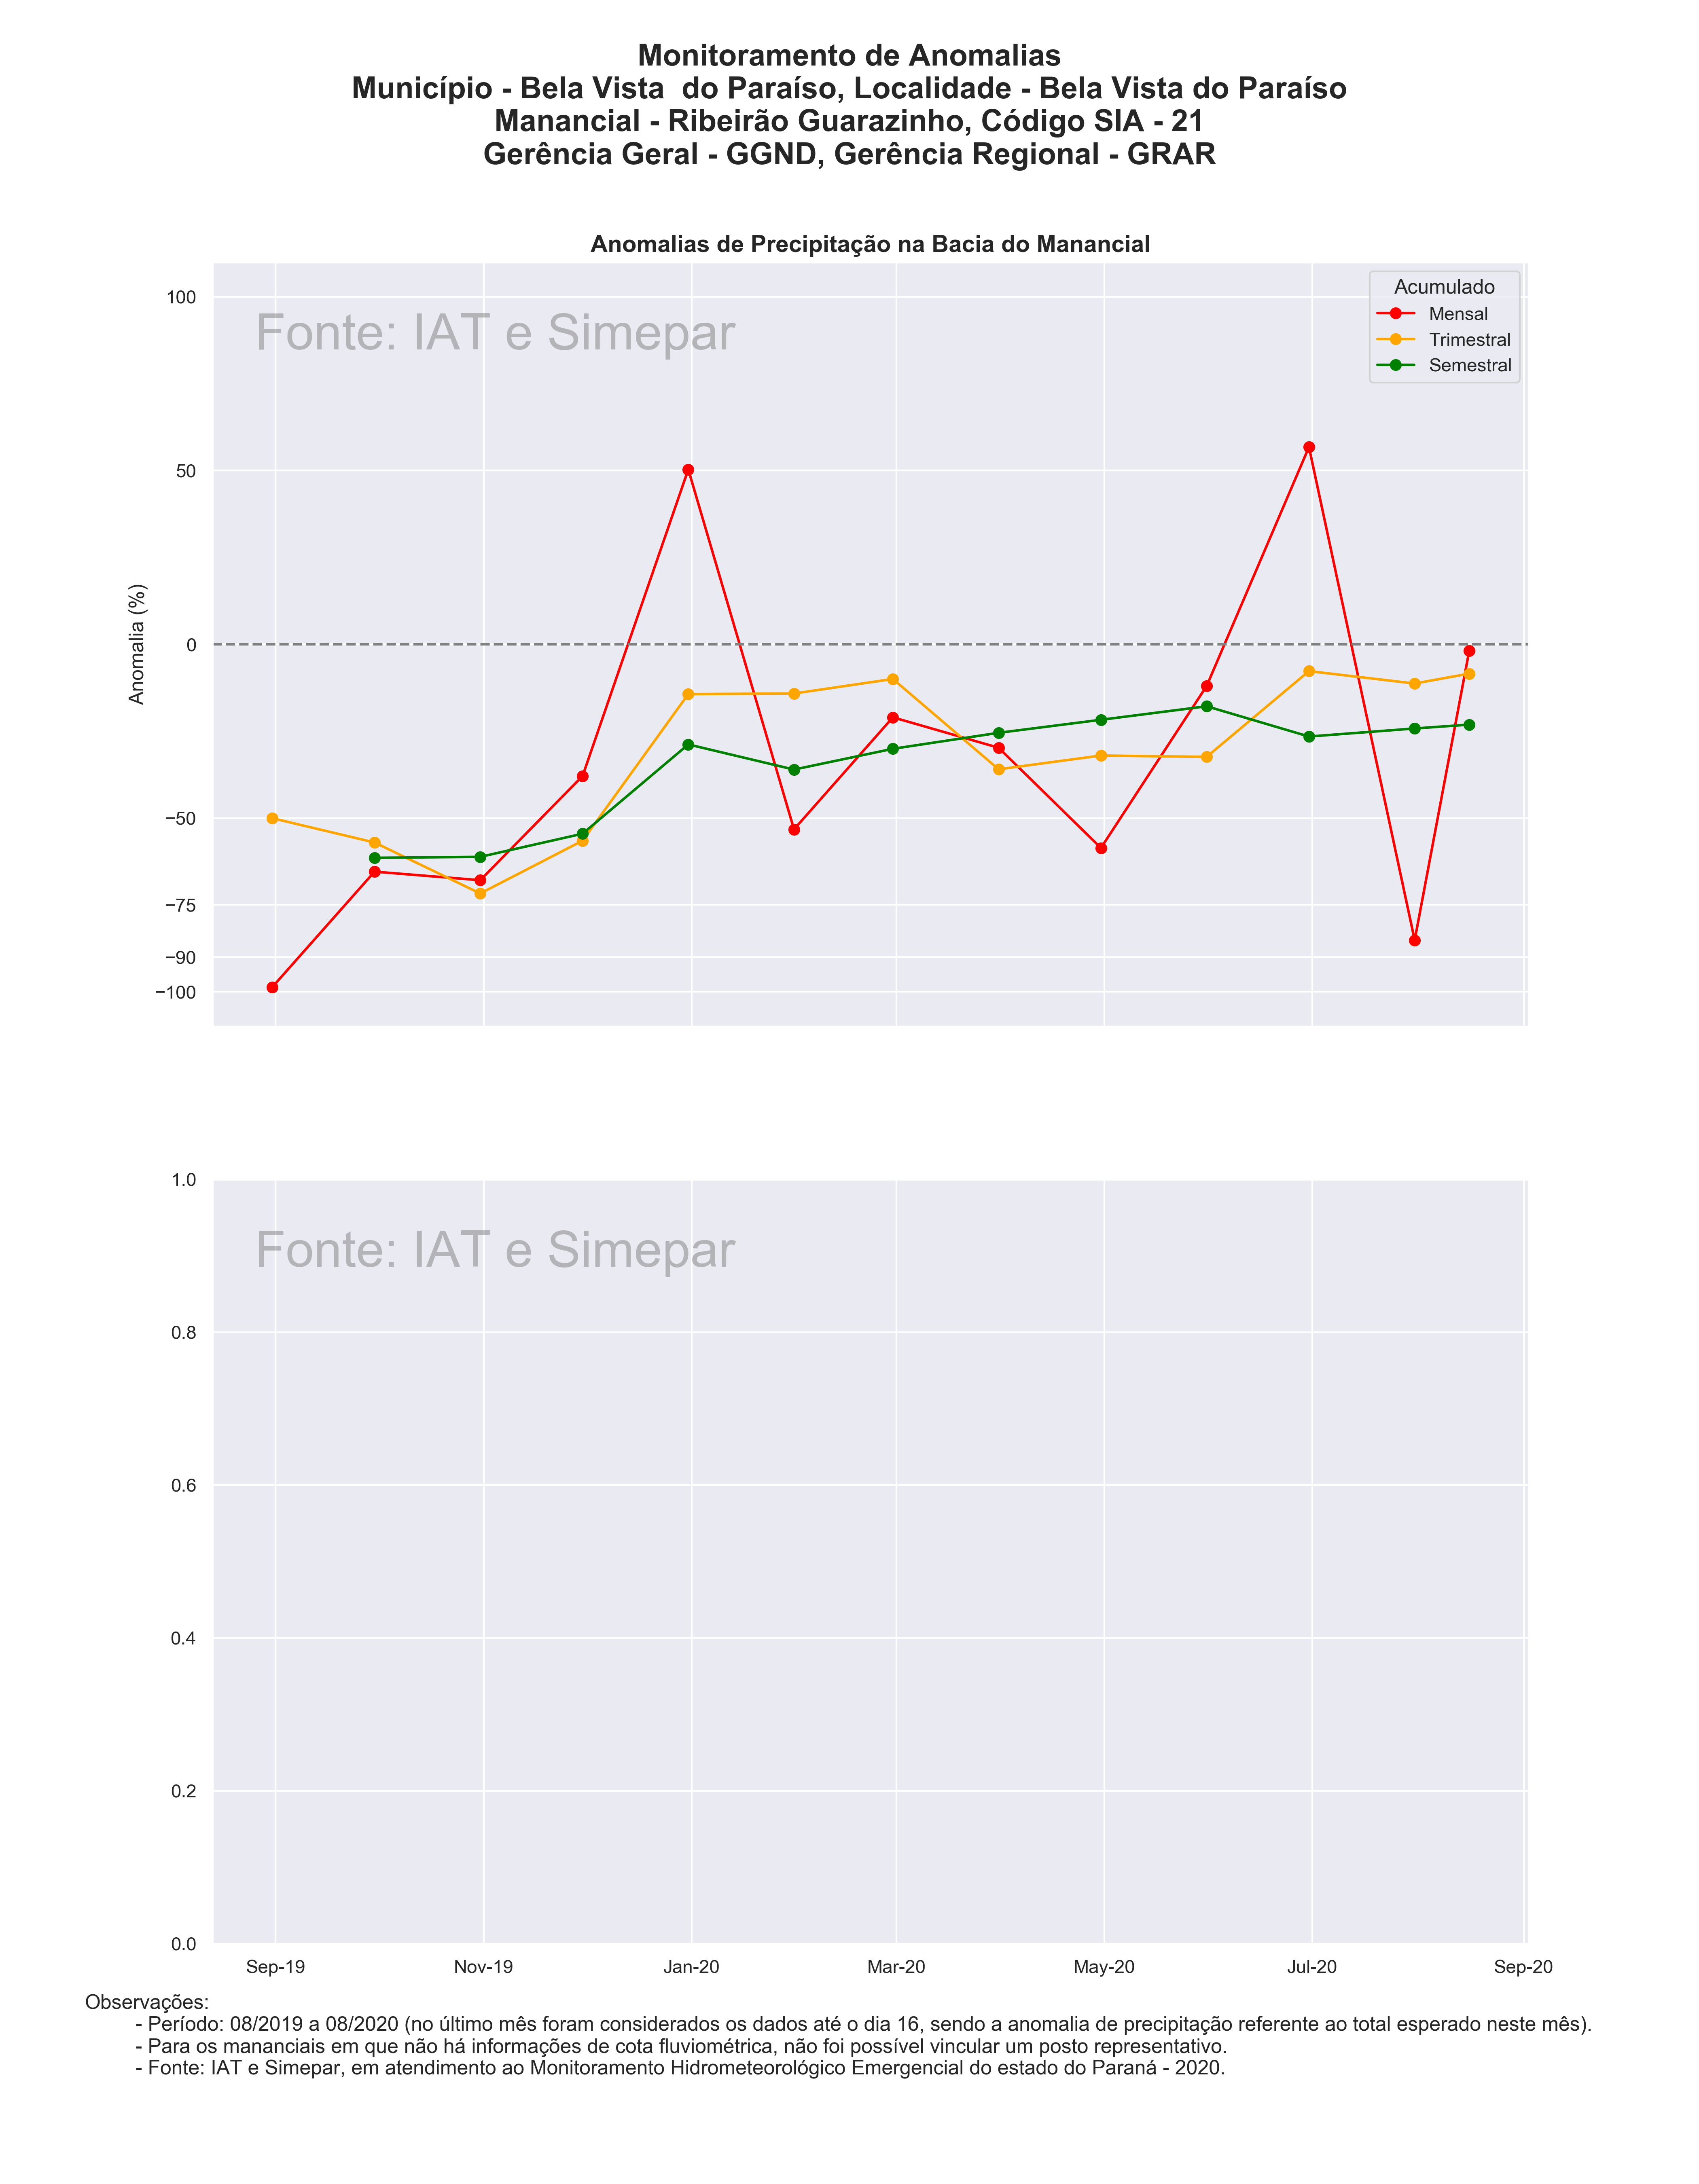 Monitoramento de Anomalias
Município - Bela Vista  do Paraíso, Localidade - Bela Vista do Paraíso
Manancial - Ribeirão Guarazinho, Código SIA - 21
Gerência Geral - GGND, Gerência Regional - GRAR
Anomalias de Precipitação na Bacia do Manancial
Fonte: IAT e Simepar
Acumulado
Mensal
Trimestral
Semestral
Anomalia (%)
100
50
0
−50
−75
−90
−100
Fonte: IAT e Simepar
1.0
0.8
0.6
0.4
0.2
0.0
Sep-19 Nov-19 Jan-20 Mar-20 May-20 Jul-20 Sep-20
Observações:
- Período: 08/2019 a 08/2020 (no último mês foram considerados os dados até o dia 16, sendo a anomalia de precipitação referente ao total esperado neste mês).
- Para os mananciais em que não há informações de cota fluviométrica, não foi possível vincular um posto representativo.
- Fonte: IAT e Simepar, em atendimento ao Monitoramento Hidrometeorológico Emergencial do estado do Paraná - 2020.